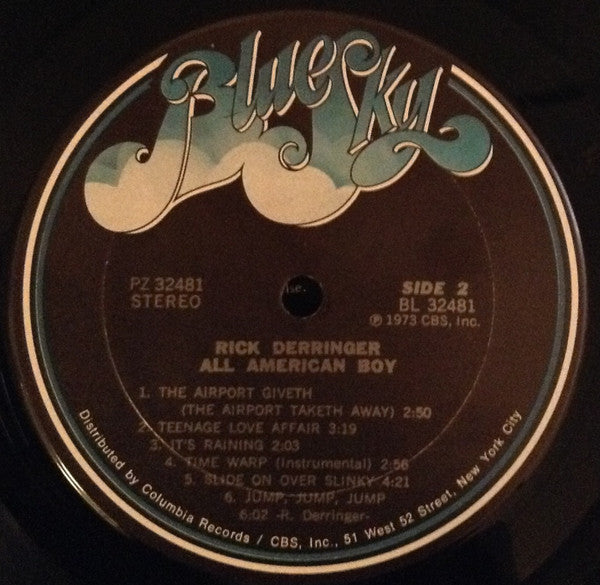 Blue Sky
PZ 32481
STEREO
SIDE 2
BL 32481
℗ 1973 CBS, Inc.
RICK DERRINGER
ALL AMERICAN BOY
1. THE AIRPORT GIVETH
(THE AIRPORT TAKETH AWAY) 2:50
2. TEENAGE LOVE AFFAIR 3:19
3. IT'S RAINING 2:03
4. TIME WARP (Instrumental) 2:56
5. SLIDE ON OVER SLINKY 4:21
6. JUMP, JUMP, JUMP
6:02 -R. Derringer-
Distributed by Columbia Records / CBS, Inc., 51 West 52 Street, New York City